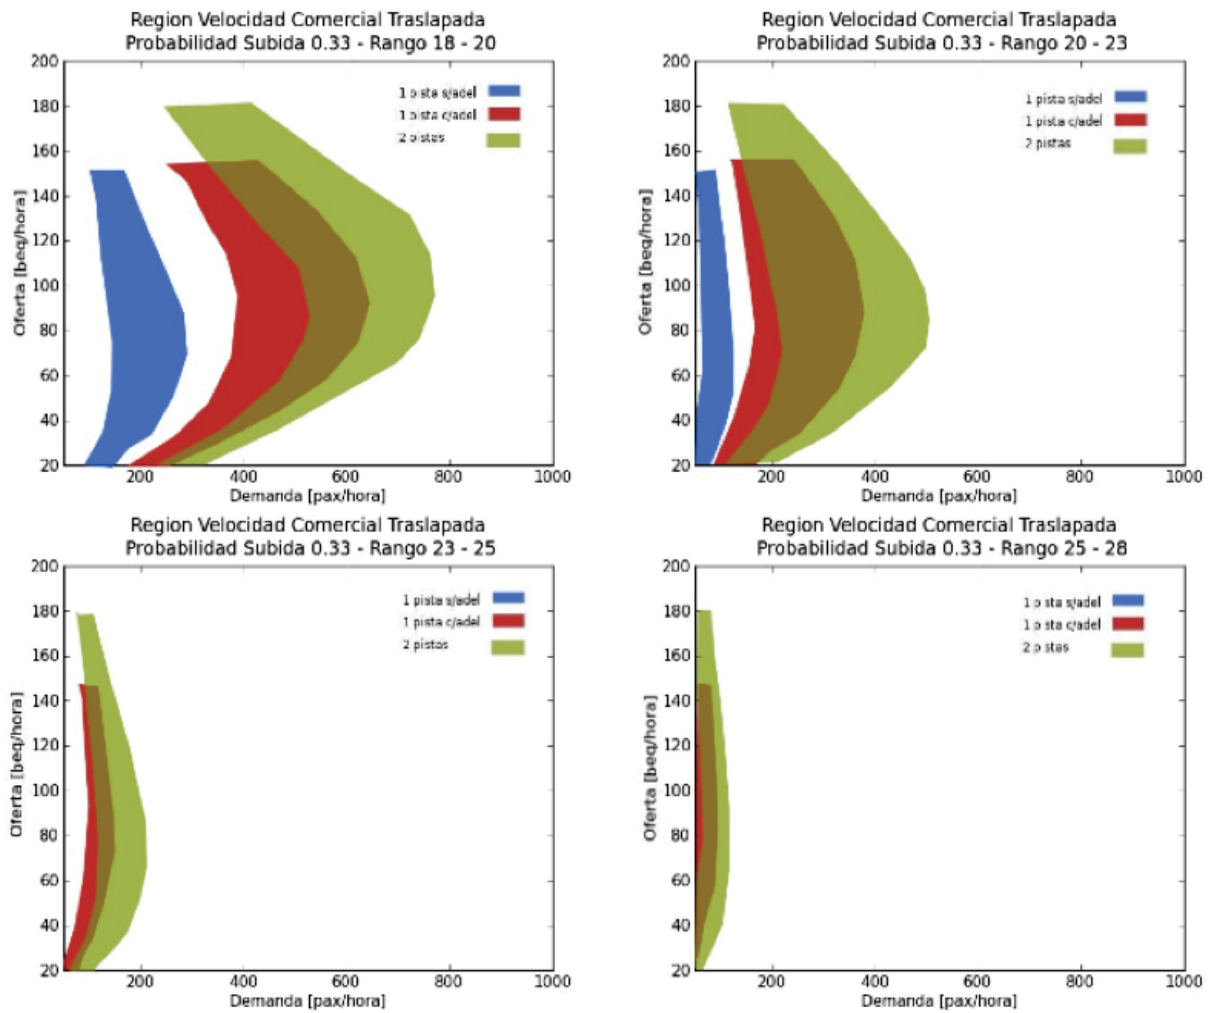 Region Velocidad Comercial Traslapada
Probabilidad Subida 0.33 - Rango 18 - 20
200
180
160
140
120
100
80
60
40
20
Oferta [beq/hora]
1 pista s/adel
1 pista c/adel
2 pistas
200
400
600
800
1000
Demanda [pax/hora]
Region Velocidad Comercial Traslapada
Probabilidad Subida 0.33 - Rango 20 - 23
200
180
160
140
120
100
80
60
40
20
Oferta [beq/hora]
1 pista s/adel
1 pista c/adel
2 pistas
200
400
600
800
1000
Demanda [pax/hora]
Region Velocidad Comercial Traslapada
Probabilidad Subida 0.33 - Rango 23 - 25
200
180
160
140
120
100
80
60
40
20
Oferta [beq/hora]
1 pista s/adel
1 pista c/adel
2 pistas
200
400
600
800
1000
Demanda [pax/hora]
Region Velocidad Comercial Traslapada
Probabilidad Subida 0.33 - Rango 25 - 28
200
180
160
140
120
100
80
60
40
20
Oferta [beq/hora]
1 pista s/adel
1 pista c/adel
2 pistas
200
400
600
800
1000
Demanda [pax/hora]